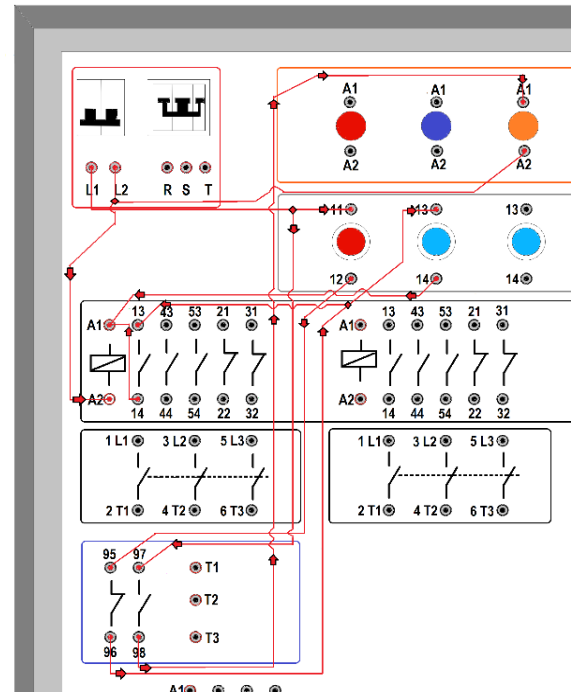 A1 A1 A1
A2 A2 A2
L1 L2 R S T
11 13 13
12 14 14
A1 13 43 53 21 31
A1 13 43 53 21 31
A2 14 44 54 22 32
A2 14 44 54 22 32
1 L1 3 L2 5 L3
1 L1 3 L2 5 L3
2 T1 4 T2 6 T3
2 T1 4 T2 6 T3
95 97 T1
T2
96 98 T3
A1